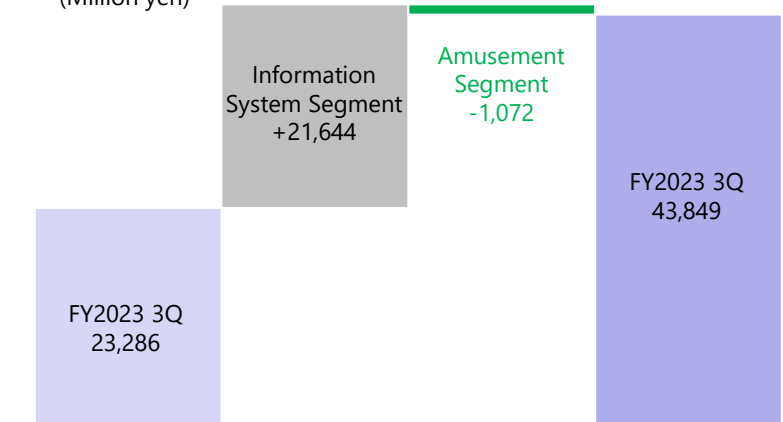 (Million yen)
Information
System Segment
+21,644
Amusement
Segment
-1,072
FY2023 3Q
43,849
FY2023 3Q
23,286